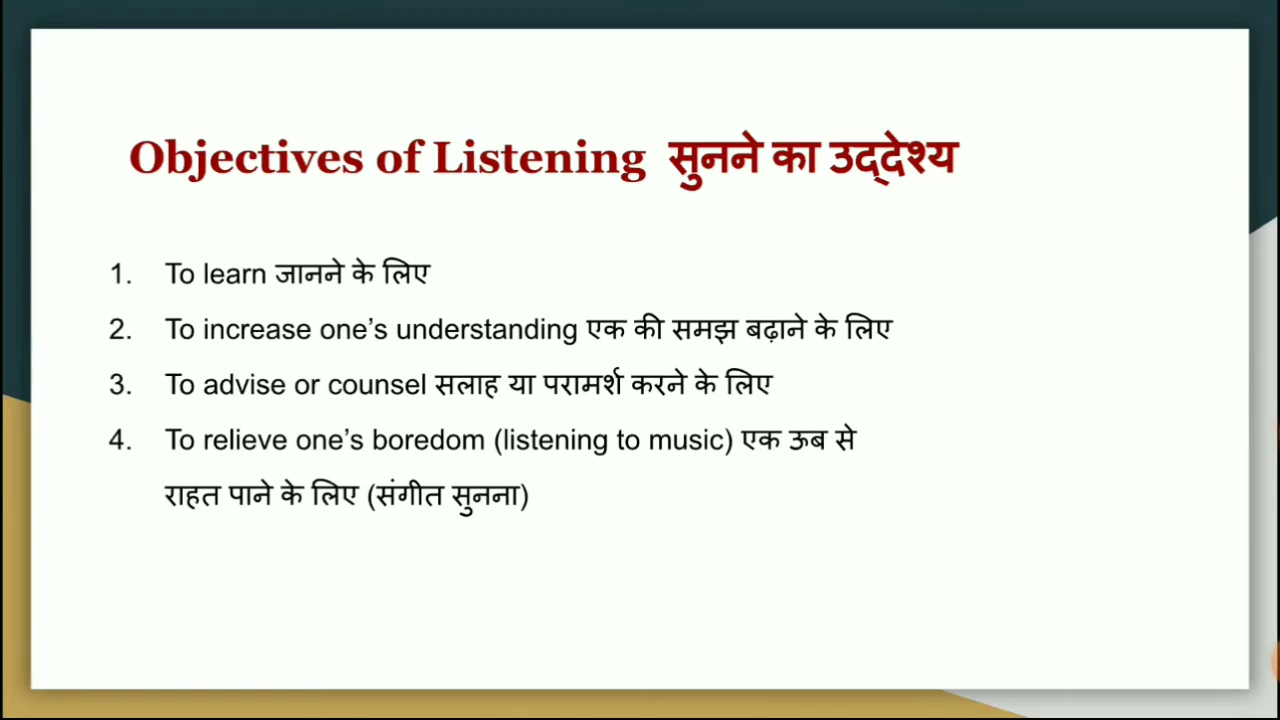 Objectives of Listening सुनने का उद्देश्य
1. To learn जानने के लिए
2. To increase one’s understanding एक की समझ बढ़ाने के लिए
3. To advise or counsel सलाह या परामर्श करने के लिए
4. To relieve one’s boredom (listening to music) एक ऊब से
राहत पाने के लिए (संगीत सुनना)